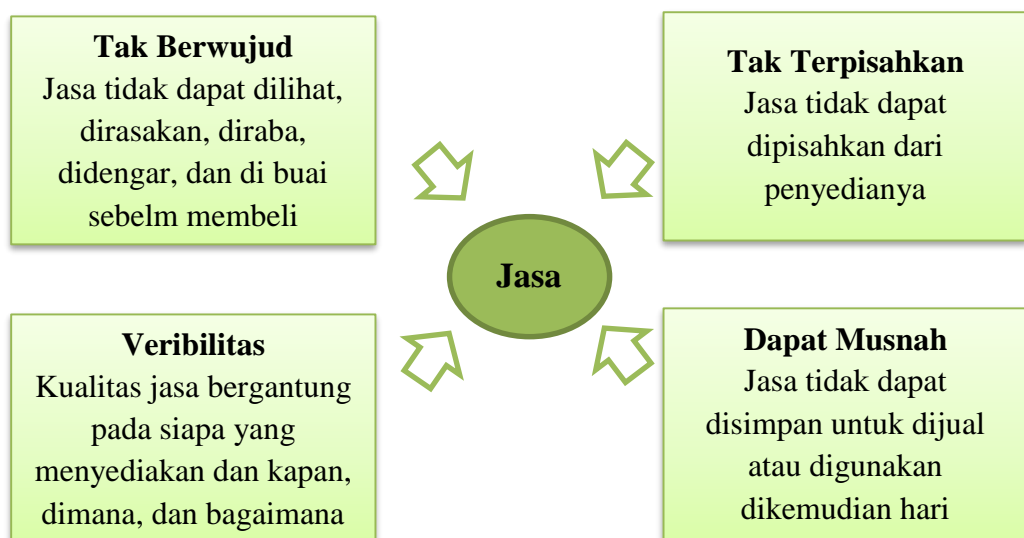 Tak Berwujud
Jasa tidak dapat dilihat,
dirasakan, diraba,
didengar, dan di buai
sebelm membeli
Tak Terpisahkan
Jasa tidak dapat
dipisahkan dari
penyedianya
Jasa
Veribilitas
Kualitas jasa bergantung
pada siapa yang
menyediakan dan kapan,
dimana, dan bagaimana
Dapat Musnah
Jasa tidak dapat
disimpan untuk dijual
atau digunakan
dikemudian hari